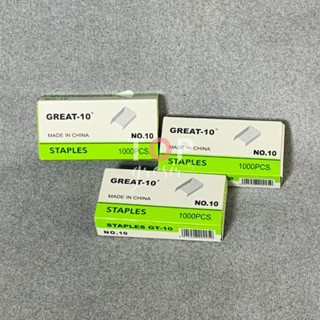 GREAT-10
MADE IN CHINA
NO.10
STAPLES
1000PCS.
GREAT-10
MADE IN CHINA
NO.10
STAPLES
1000PCS.
GREAT-10
MADE IN CHINA
NO.10
STAPLES
1000PCS.
STAPLES GT-10
NO.10